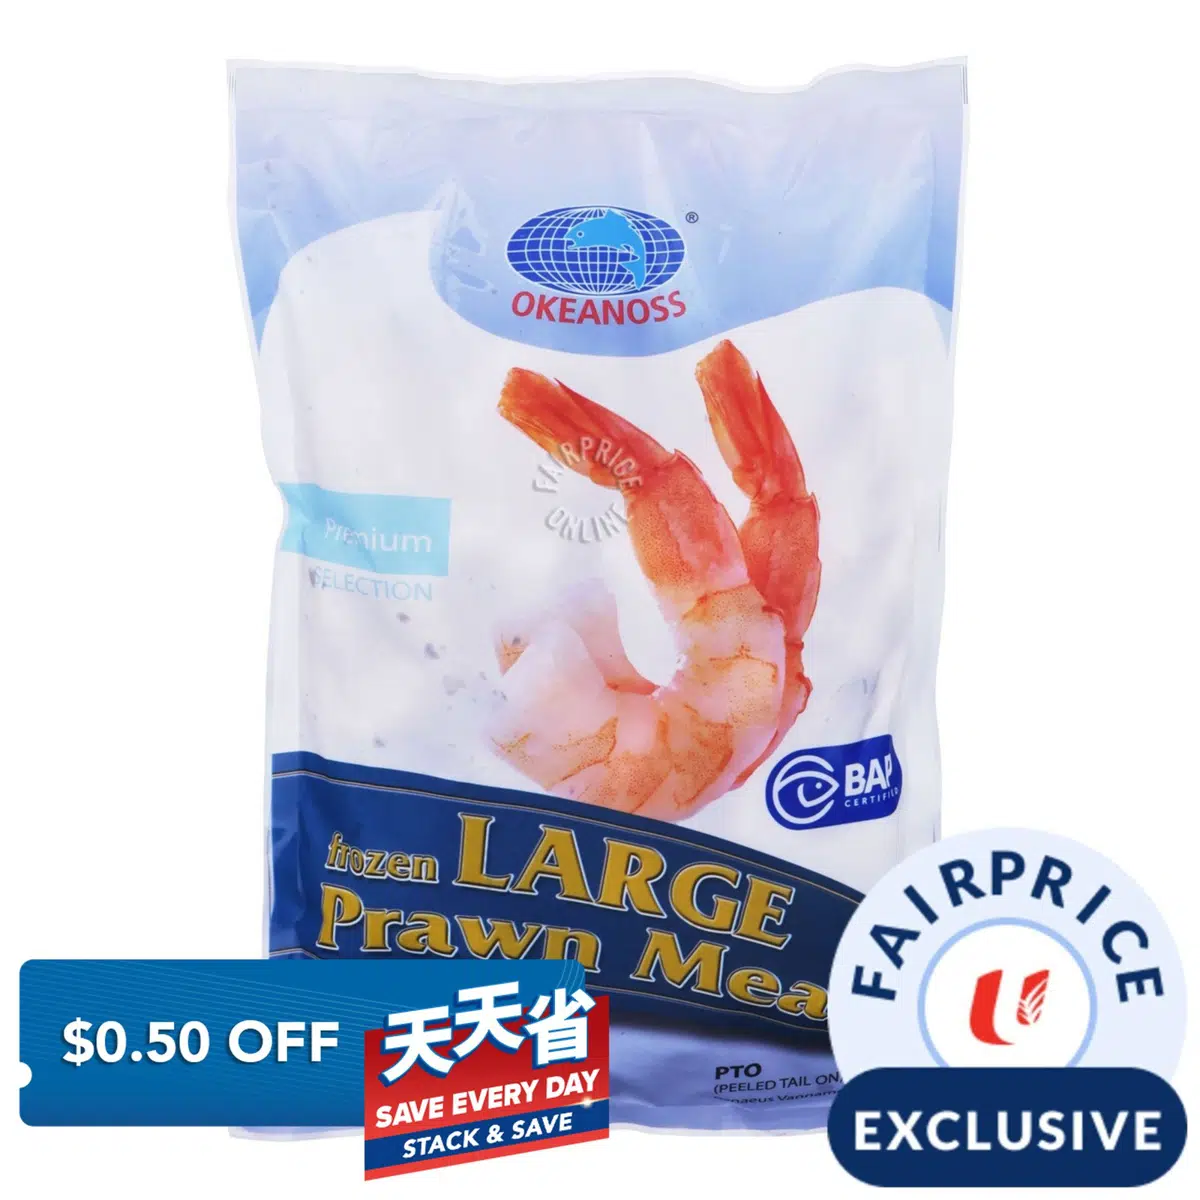 ®
OKEANOSS
FAIRPRICE
ONLINE
Premium
SELECTION
BAP
CERTIFIED
frozen LARGE
Prawn Mea
PTO
(PEELED TAIL ON
FAIRPRICE
EXCLUSIVE
$0.50 OFF
天天省
SAVE EVERY DAY
STACK & SAVE